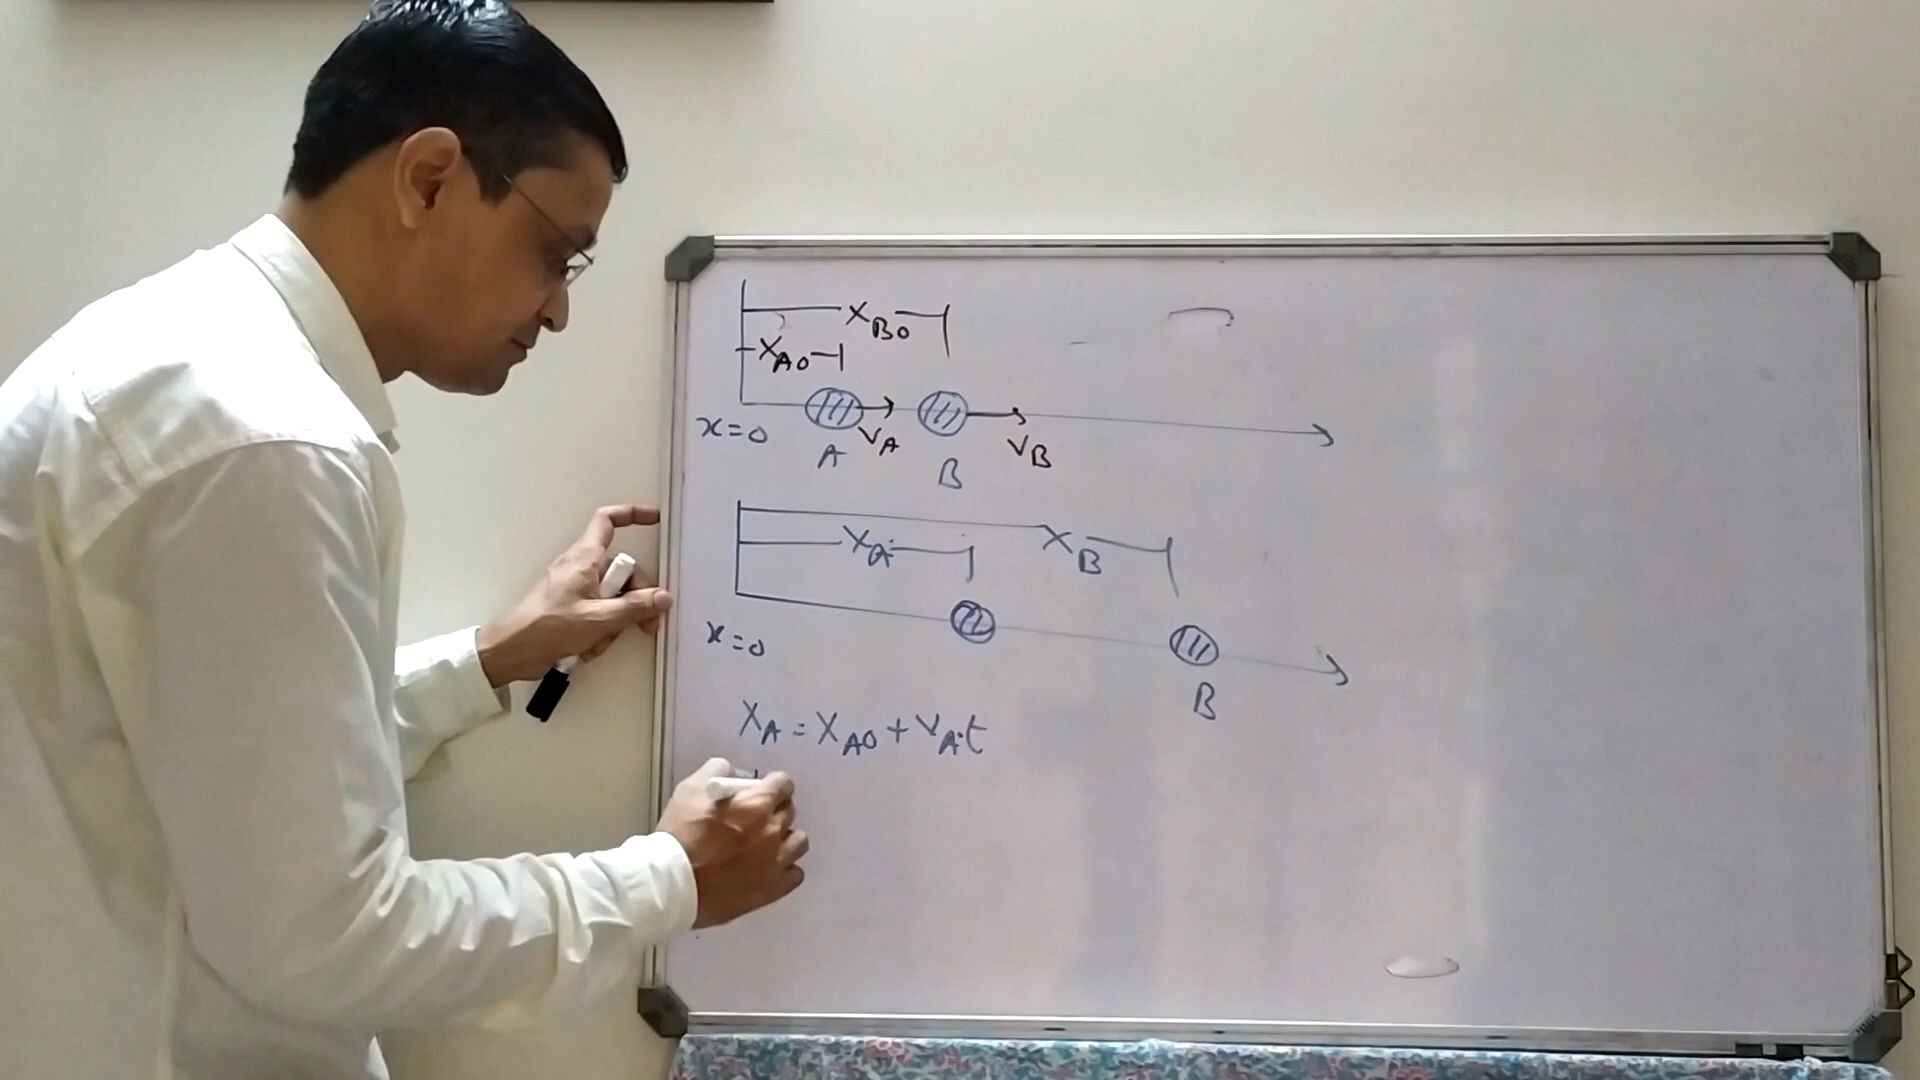 X_B0
X_A0
x=0
V_A
V_B
A
B
X_A
X_B
x=0
B
X_A = X_A0 + V_A.t